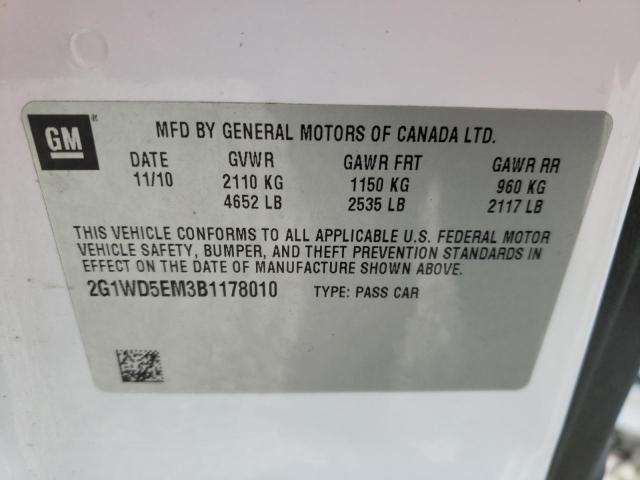 GM
MFD BY GENERAL MOTORS OF CANADA LTD.
DATE GVWR GAWR FRT GAWR RR
11/10 2110 KG 1150 KG 960 KG
4652 LB 2535 LB 2117 LB
THIS VEHICLE CONFORMS TO ALL APPLICABLE U.S. FEDERAL MOTOR
VEHICLE SAFETY, BUMPER, AND THEFT PREVENTION STANDARDS IN
EFFECT ON THE DATE OF MANUFACTURE SHOWN ABOVE.
2G1WD5EM3B1178010 TYPE: PASS CAR